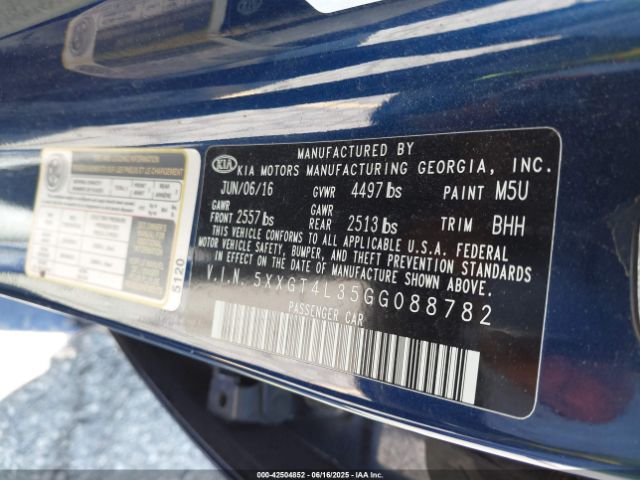 MANUFACTURED BY
KIA KIA MOTORS MANUFACTURING GEORGIA, INC.
JUN/06/16 GVWR 4497 lbs PAINT M5U
GAWR FRONT 2557 lbs GAWR REAR 2513 lbs TRIM BHH
THIS VEHICLE CONFORMS TO ALL APPLICABLE U.S.A. FEDERAL
MOTOR VEHICLE SAFETY, BUMPER, AND THEFT PREVENTION STANDARDS
IN EFFECT ON THE DATE OF MANUFACTURE SHOWN ABOVE.
V.I.N. 5XXGT4L35GG088782
PASSENGER CAR
5120
000-42504852 - 06/16/2025 - IAA Inc.